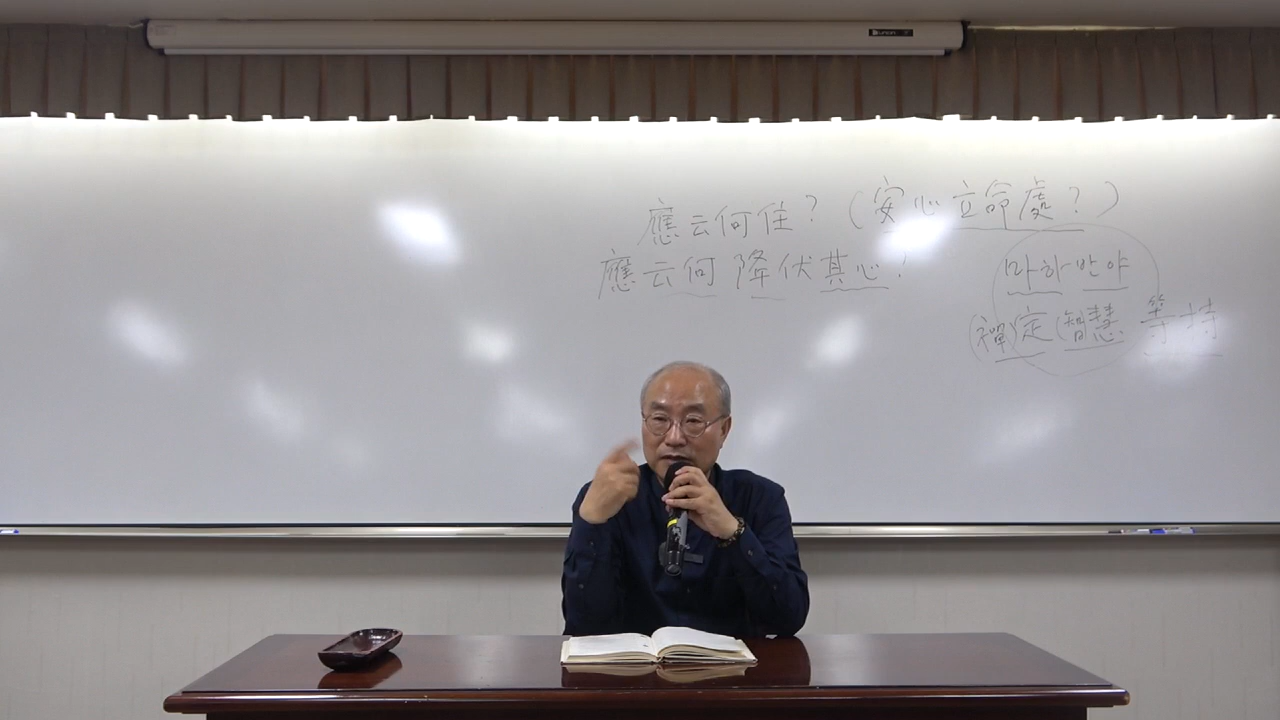 應云何住? (安心立命處?)
應云何 降伏其心?
마하반야
(禪)定(智慧) 等持